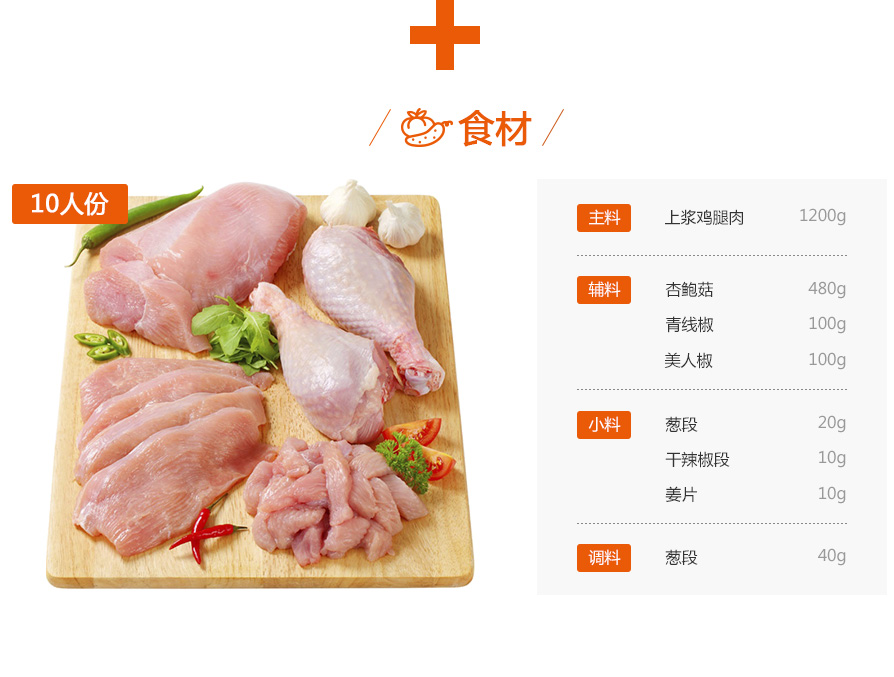 食材
10人份
主料 上浆鸡腿肉 1200g
辅料 杏鲍菇 480g
青线椒 100g
美人椒 100g
小料 葱段 20g
干辣椒段 10g
姜片 10g
调料 葱段 40g